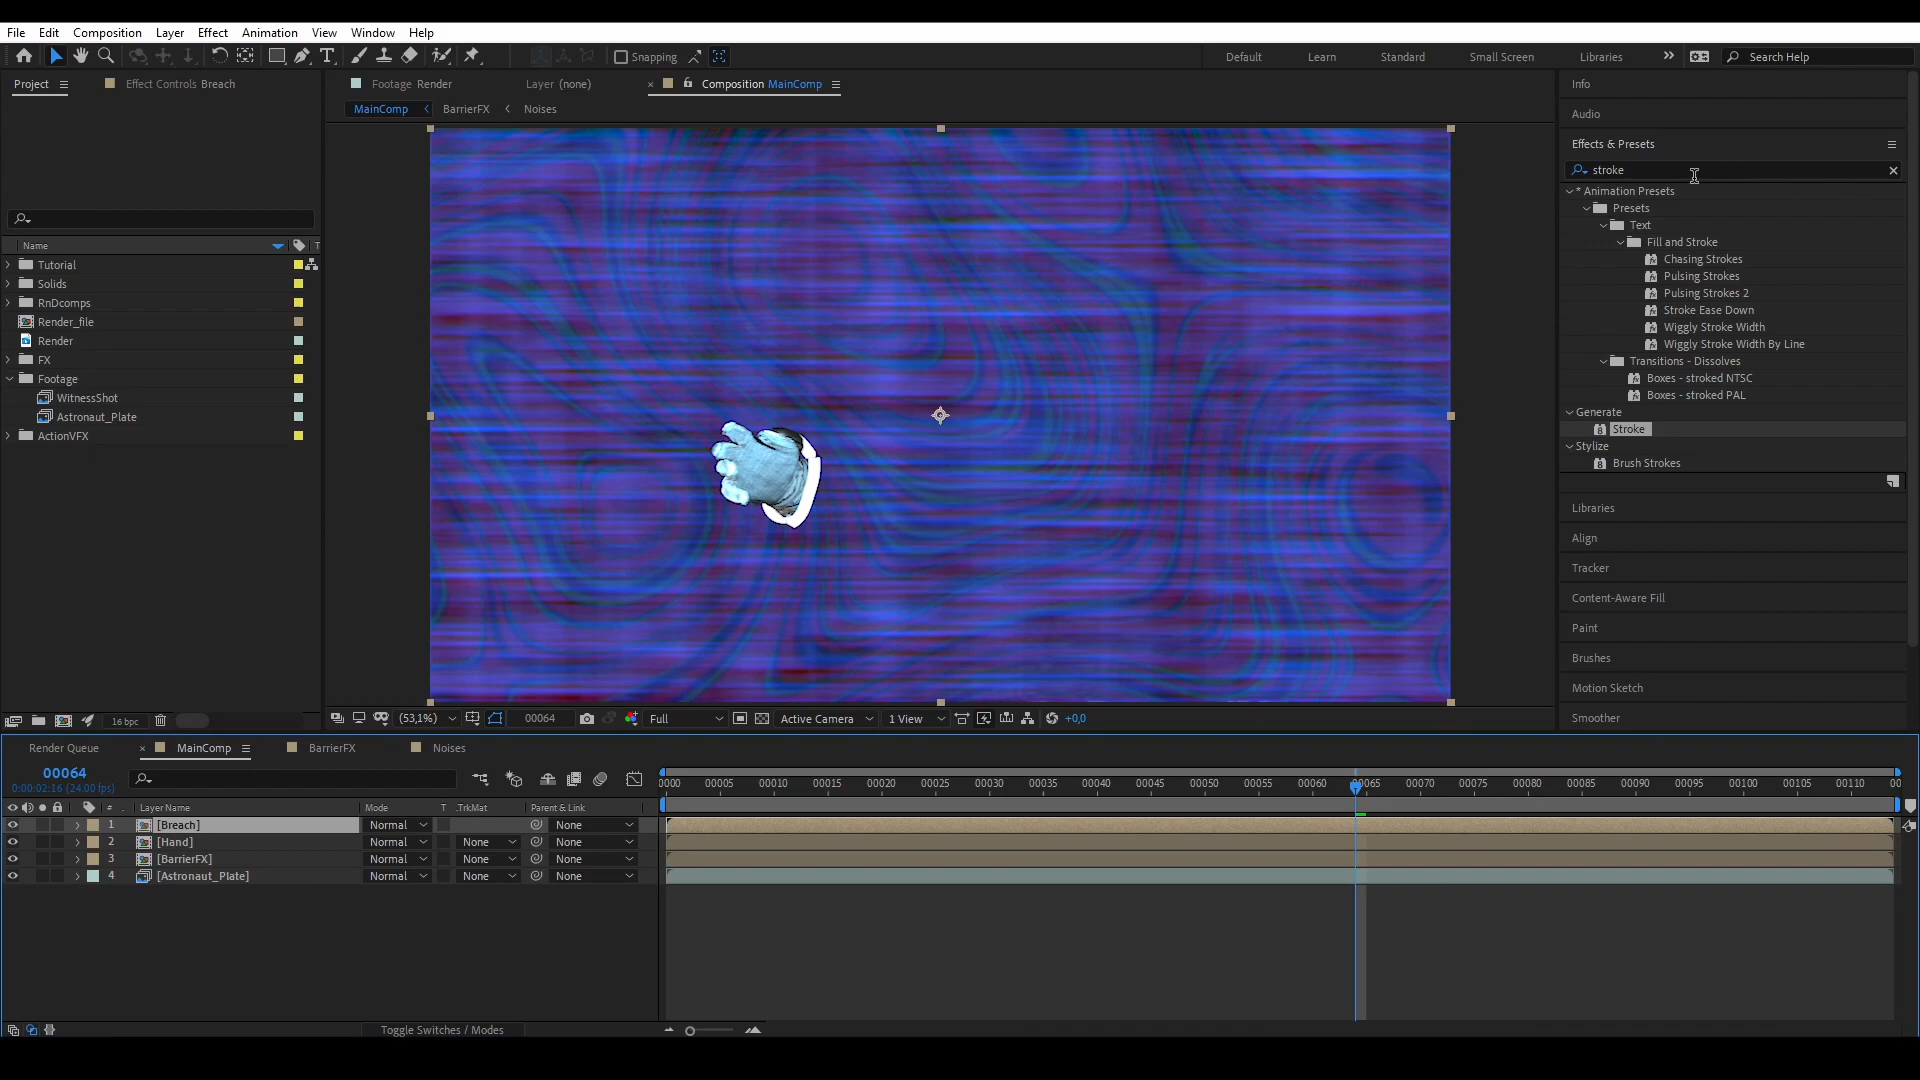 File Edit Composition Layer Effect Animation View Window Help
Snapping Default Learn Standard Small Screen Libraries Search Help
Project Effect Controls Breach Footage Render Layer (none) Composition MainComp
MainComp BarrierFX Noises
Name T
Tutorial
Solids
RnDcomps
Render_file
Render
FX
Footage
WitnessShot
Astronaut_Plate
ActionVFX
16 bpc
(53,1%) 00064 Full Active Camera 1 View +0,0
Info
Audio
Effects & Presets
stroke
* Animation Presets
Presets
Text
Fill and Stroke
Chasing Strokes
Pulsing Strokes
Pulsing Strokes 2
Stroke Ease Down
Wiggly Stroke Width
Wiggly Stroke Width By Line
Transitions - Dissolves
Boxes - stroked NTSC
Boxes - stroked PAL
Generate
Stroke
Stylize
Brush Strokes
Libraries
Align
Tracker
Content-Aware Fill
Paint
Brushes
Motion Sketch
Smoother
Render Queue MainComp BarrierFX Noises
00064
0:00:02:16 (24.00 fps)
0000 00005 00010 00015 00020 00025 00030 00035 00040 00045 00050 00055 00060 00065 00070 00075 00080 00085 00090 00095 00100 00105 00110 00
# Layer Name Mode T .TrkMat Parent & Link
1 [Breach] Normal None
2 [Hand] Normal None None
3 [BarrierFX] Normal None None
4 [Astronaut_Plate] Normal None None
Toggle Switches / Modes